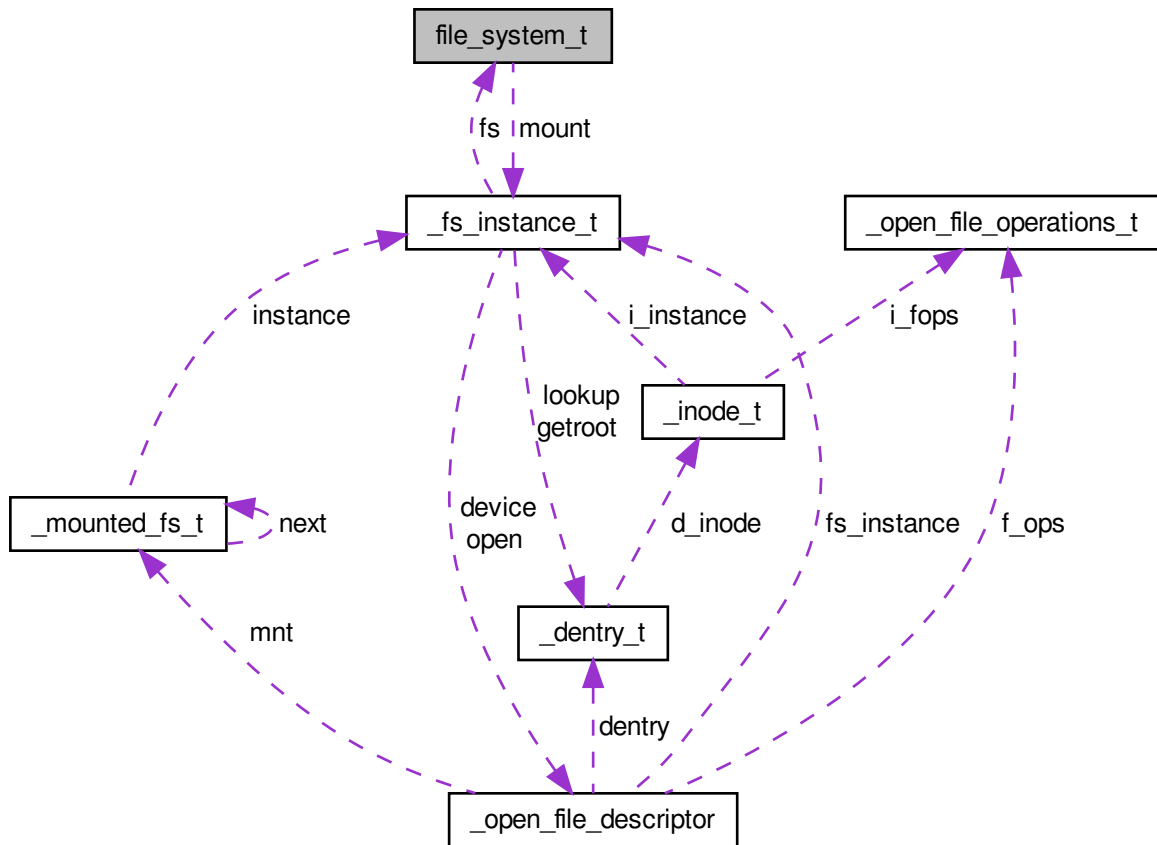 file_system_t
fs
mount
_fs_instance_t
_open_file_operations_t
instance
i_instance
i_fops
lookup
getroot
_inode_t
_mounted_fs_t
next
device
open
d_inode
fs_instance
f_ops
_dentry_t
mnt
dentry
_open_file_descriptor